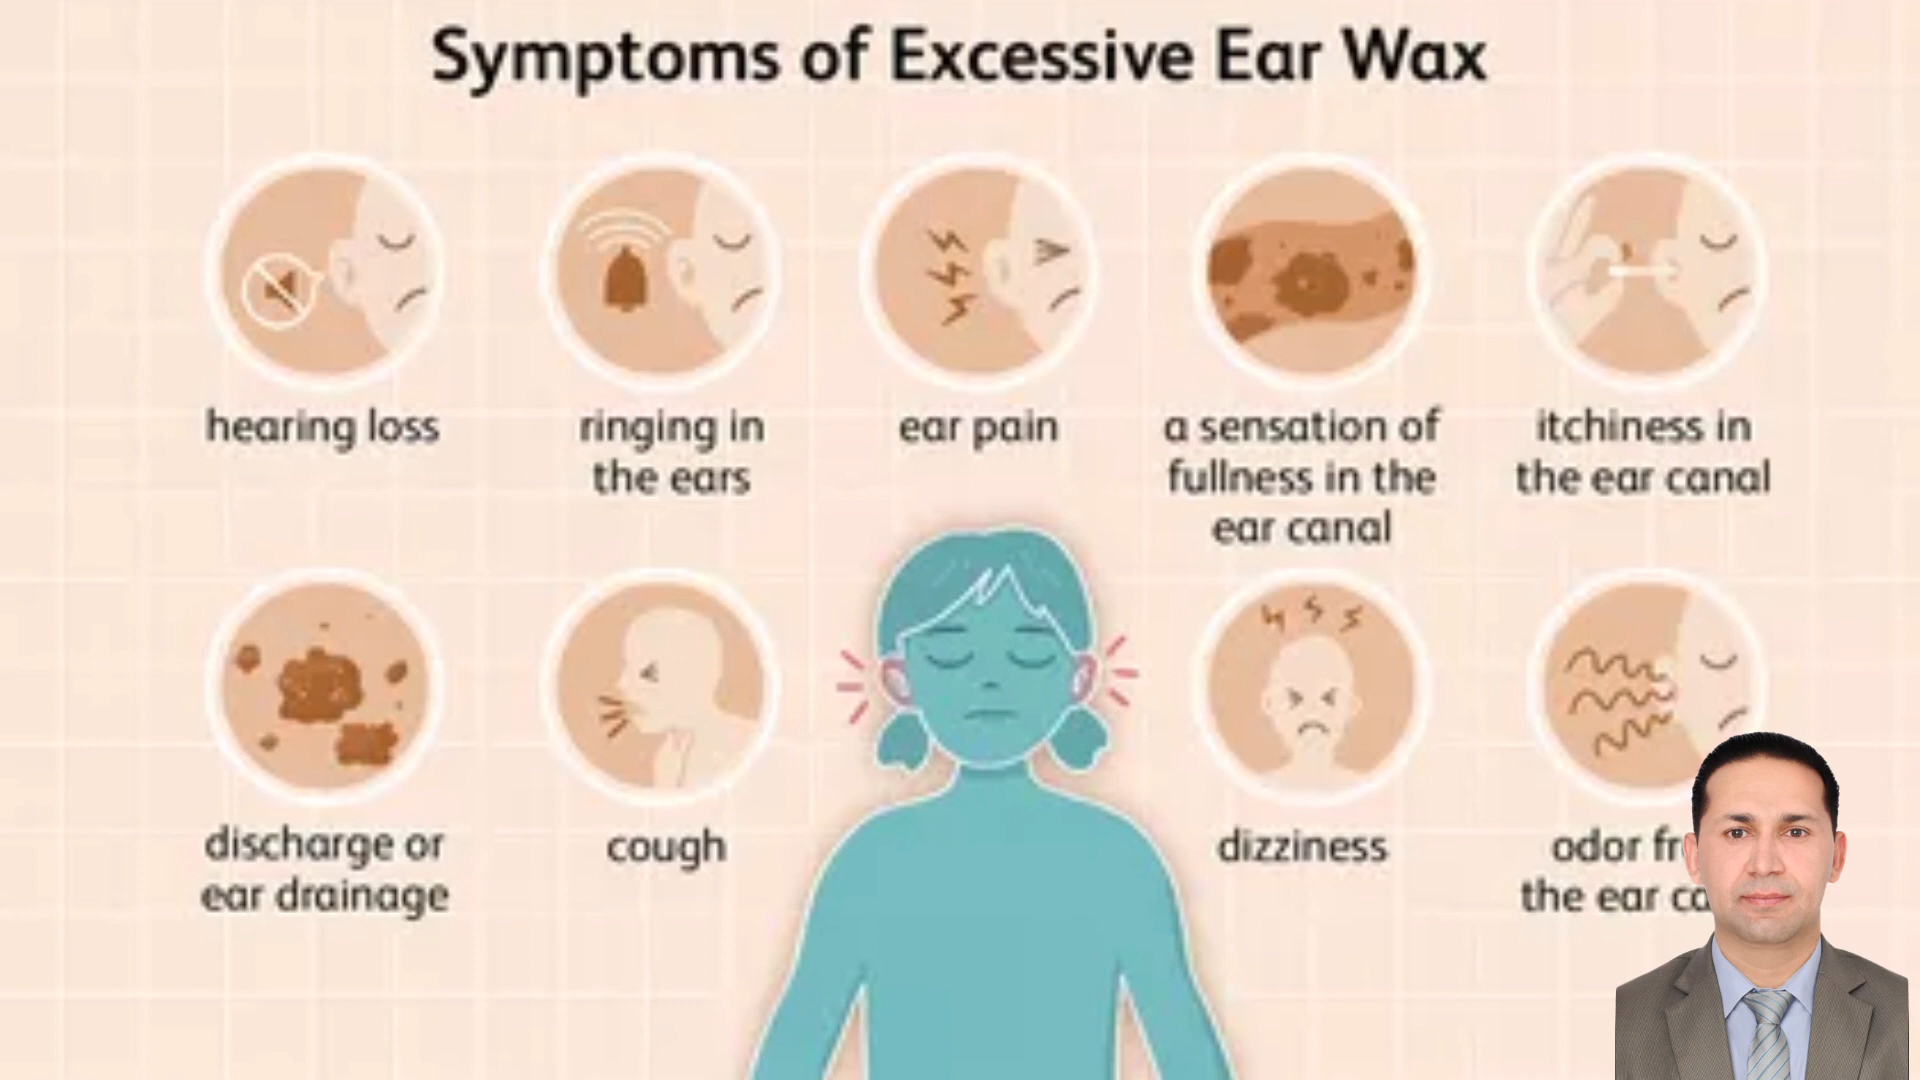 Symptoms of Excessive Ear Wax
hearing loss
ringing in
the ears
ear pain
a sensation of
fullness in the
ear canal
itchiness in
the ear canal
discharge or
ear drainage
cough
dizziness
odor
the ear